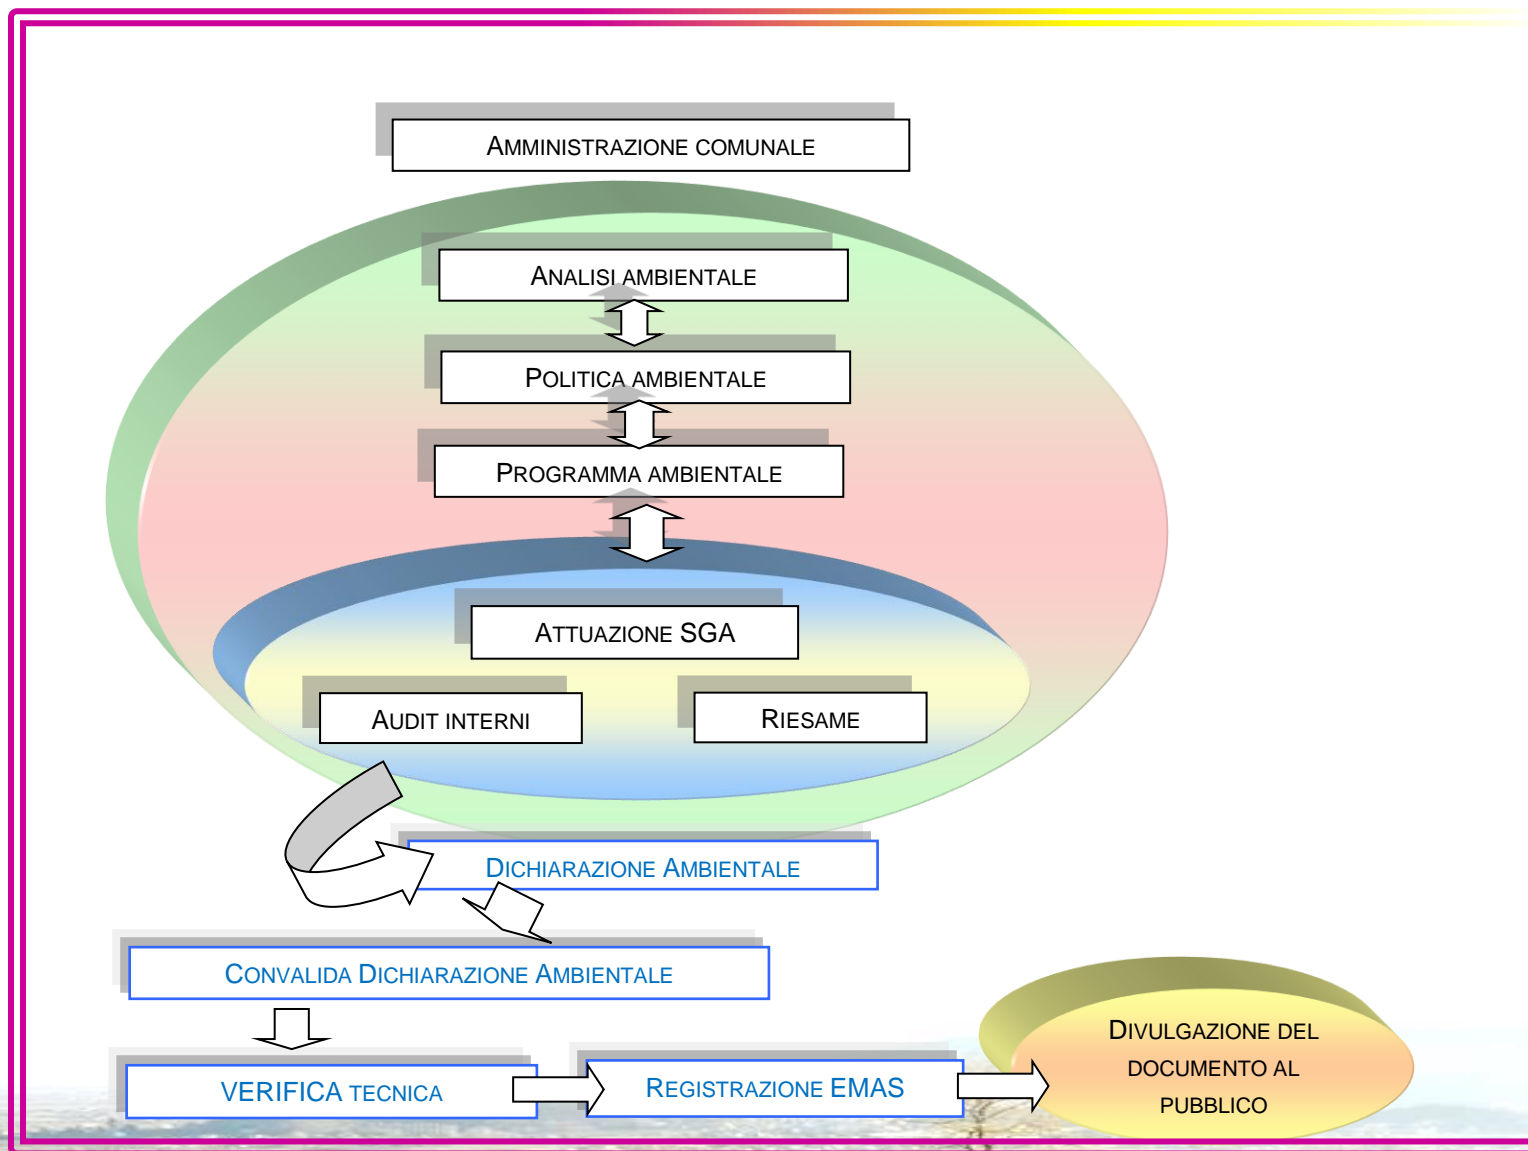 AMMINISTRAZIONE COMUNALE
ANALISI AMBIENTALE
POLITICA AMBIENTALE
PROGRAMMA AMBIENTALE
ATTUAZIONE SGA
AUDIT INTERNI
RIESAME
DICHIARAZIONE AMBIENTALE
CONVALIDA DICHIARAZIONE AMBIENTALE
VERIFICA TECNICA
REGISTRAZIONE EMAS
DIVULGAZIONE DEL
DOCUMENTO AL
PUBBLICO